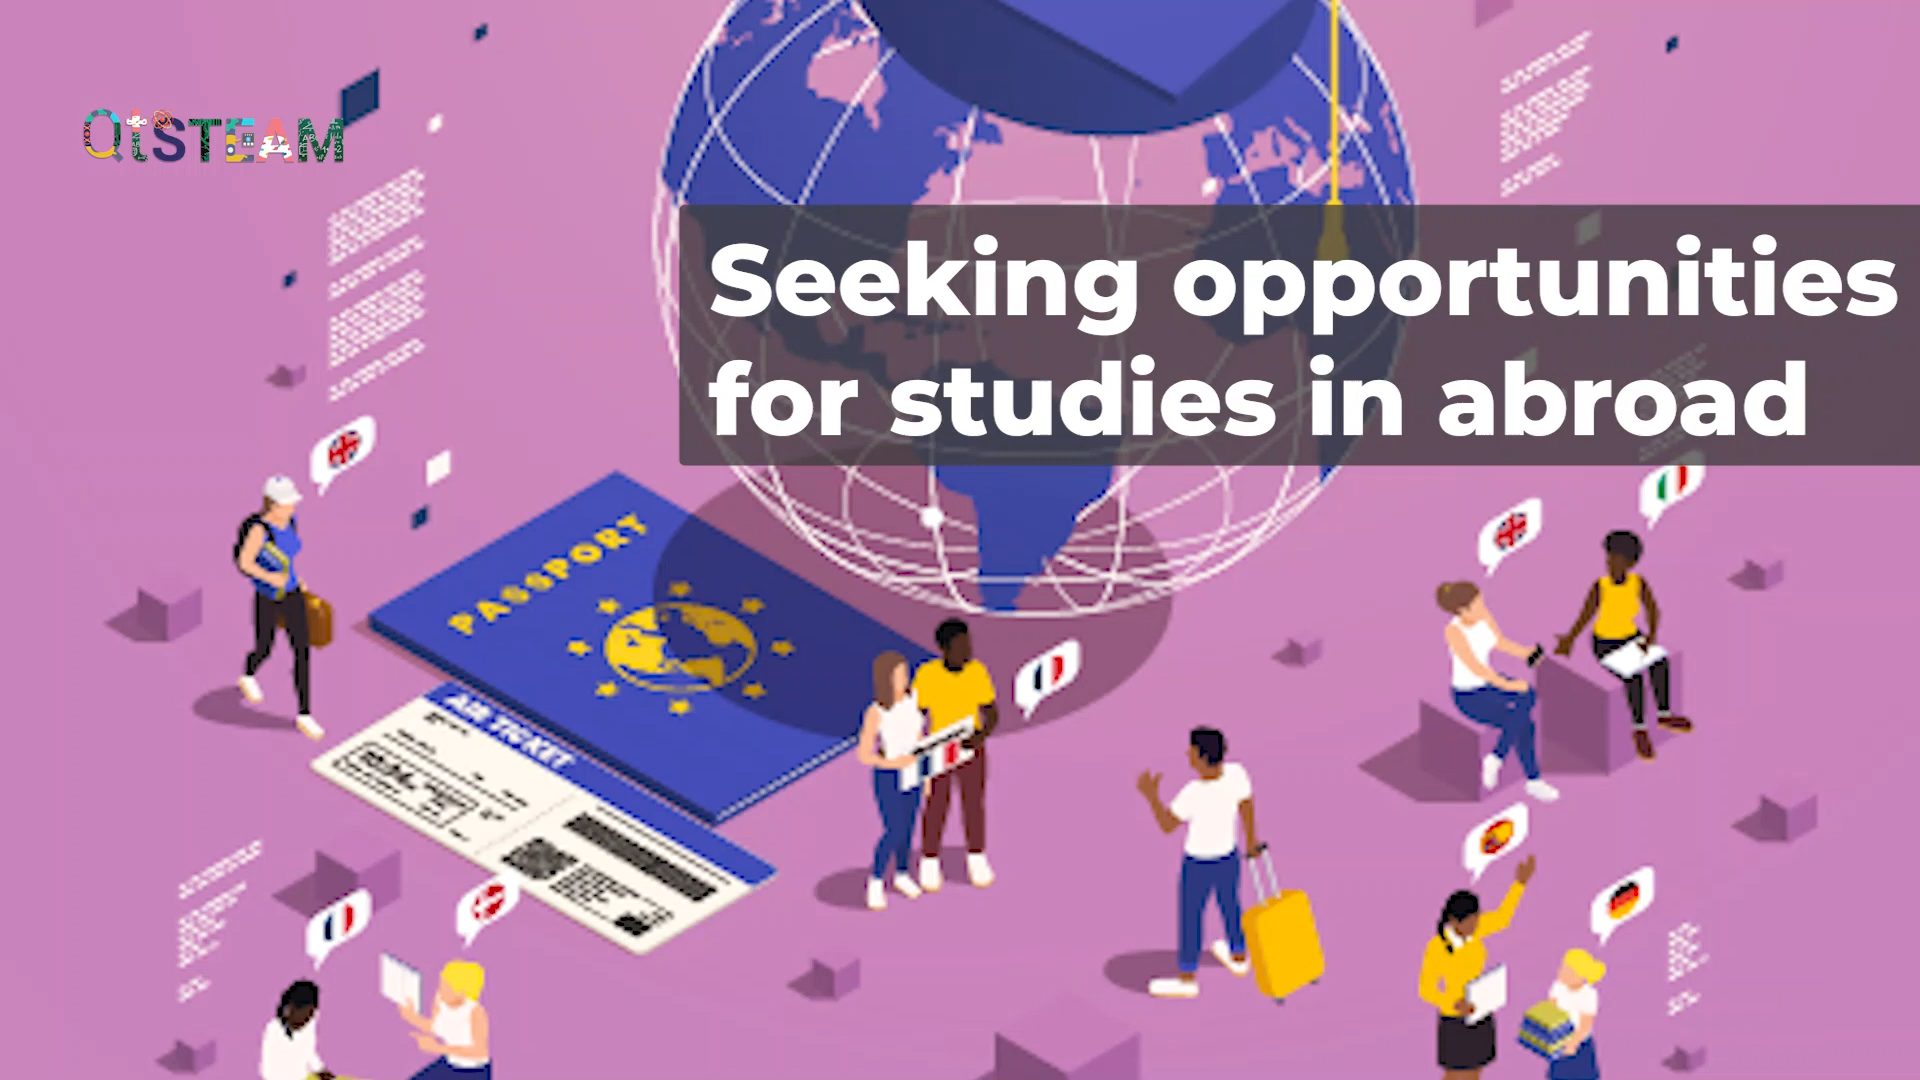 QtSTEAM
Seeking opportunities
for studies in abroad
PASSPORT
AIR TICKET